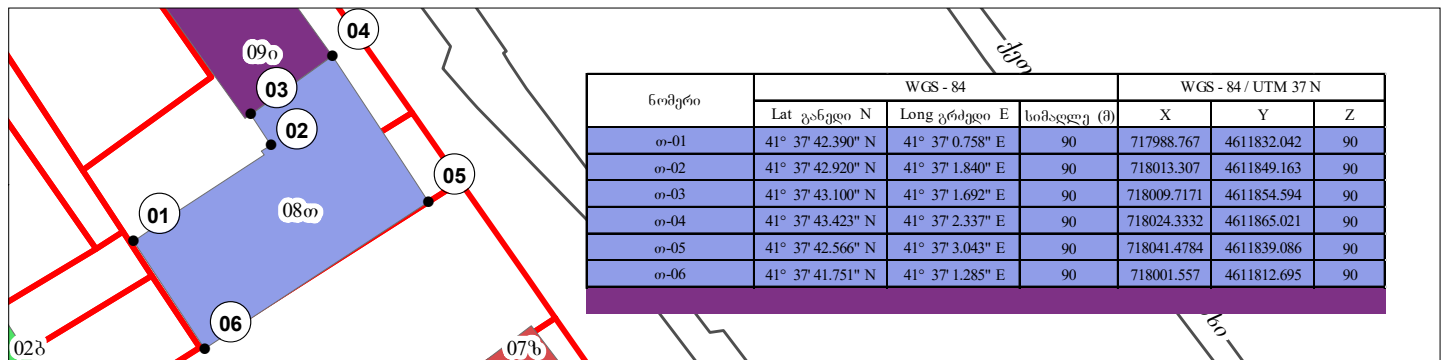 04
09ი
03
02
05
01
08თ
06
02გ
07ზ
ქეთ
ნომერი WGS - 84 WGS - 84 / UTM 37 N
Lat განედი N Long გრძედი E სიმაღლე (მ) X Y Z
თ-01 41° 37' 42.390" N 41° 37' 0.758" E 90 717988.767 4611832.042 90
თ-02 41° 37' 42.920" N 41° 37' 1.840" E 90 718013.307 4611849.163 90
თ-03 41° 37' 43.100" N 41° 37' 1.692" E 90 718009.7171 4611854.594 90
თ-04 41° 37' 43.423" N 41° 37' 2.337" E 90 718024.3332 4611865.021 90
თ-05 41° 37' 42.566" N 41° 37' 3.043" E 90 718041.4784 4611839.086 90
თ-06 41° 37' 41.751" N 41° 37' 1.285" E 90 718001.557 4611812.695 90